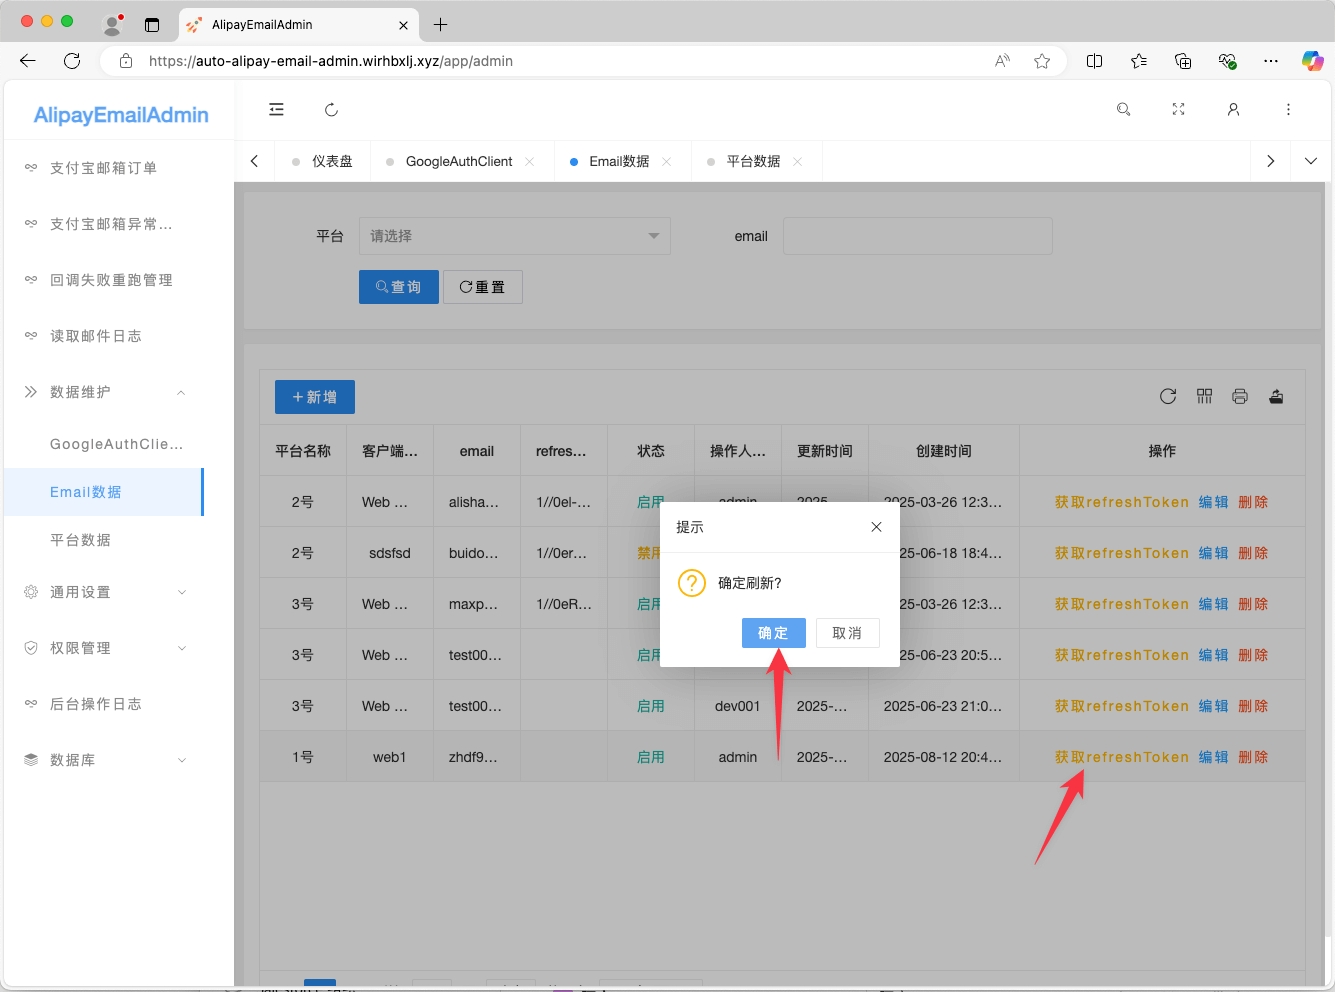 AlipayEmailAdmin
https://auto-alipay-email-admin.wirhbxlj.xyz/app/admin
AlipayEmailAdmin
支付宝邮箱订单
支付宝邮箱异常...
回调失败重跑管理
读取邮件日志
数据维护
GoogleAuthClie...
Email数据
平台数据
通用设置
权限管理
后台操作日志
数据库
仪表盘 GoogleAuthClient Email数据 平台数据
平台 请选择 email
查询 重置
新增
平台名称 客户端... email refres... 状态 操作人... 更新时间 创建时间 操作
2号 Web ... alisha... 1//0el-... 启用 admin 2025-... 2025-03-26 12:3... 获取refreshToken 编辑 删除
2号 sdsfsd buido... 1//0er... 禁用 25-06-18 18:4... 获取refreshToken 编辑 删除
3号 Web ... maxp... 1//0eR... 启用 25-03-26 12:3... 获取refreshToken 编辑 删除
3号 Web ... test00... 启用 25-06-23 20:5... 获取refreshToken 编辑 删除
3号 Web ... test00... 启用 dev001 2025-... 2025-06-23 21:0... 获取refreshToken 编辑 删除
1号 web1 zhdf9... 启用 admin 2025-... 2025-08-12 20:4... 获取refreshToken 编辑 删除
提示
确定刷新?
确定 取消